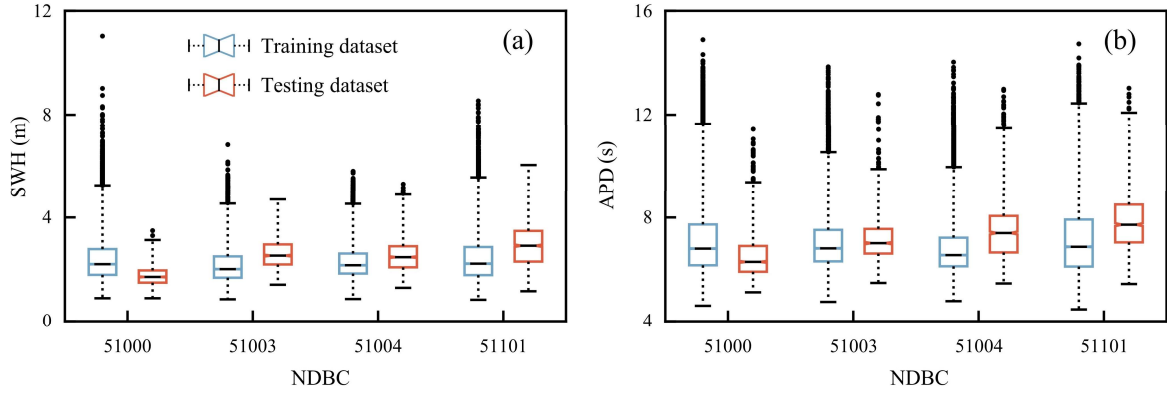 12
8
4
0
SWH (m)
(a)
Training dataset
Testing dataset
51000 51003 51004 51101
NDBC
16
12
8
4
APD (s)
(b)
51000 51003 51004 51101
NDBC